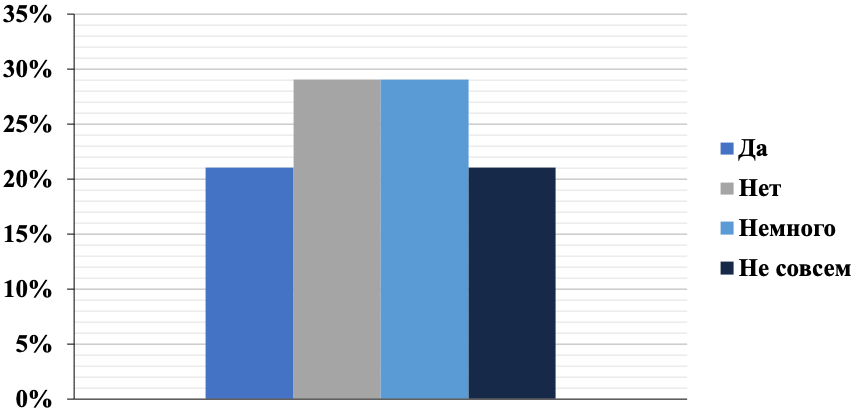 35%
30%
25%
20%
15%
10%
5%
0%
Да
Нет
Немного
Не совсем